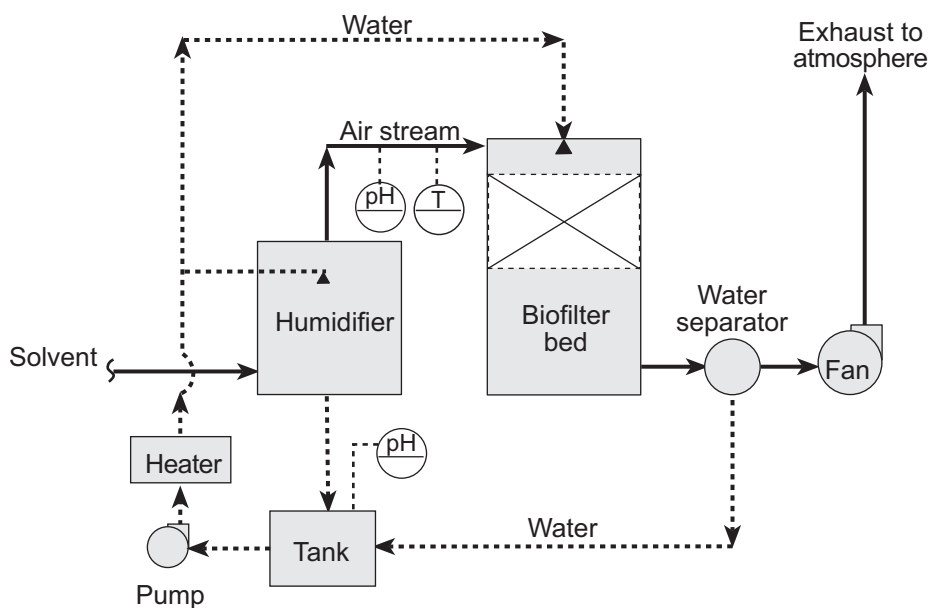 Water
Exhaust to
atmosphere
Air stream
pH
T
Humidifier
Biofilter
bed
Water
separator
Solvent
Fan
pH
Heater
Water
Tank
Pump